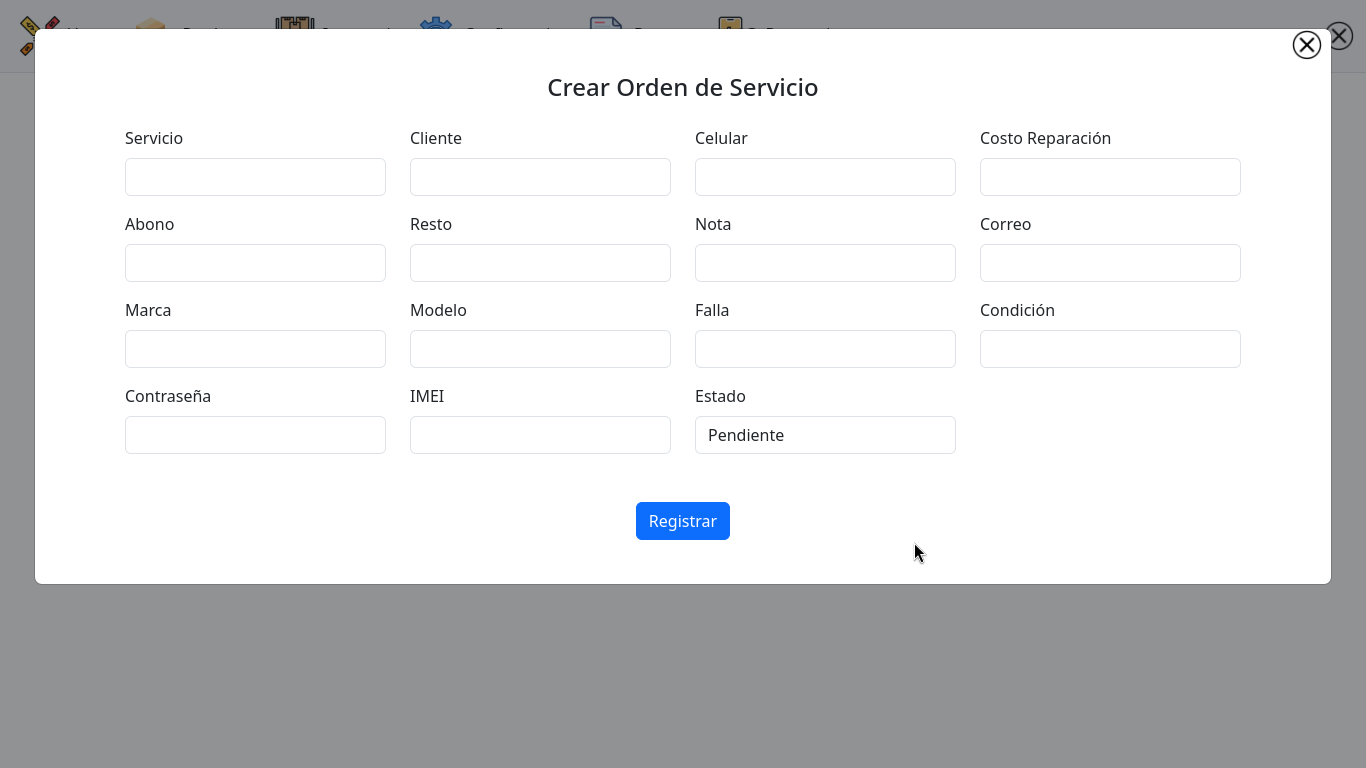 Crear Orden de Servicio
Servicio Cliente Celular Costo Reparación
Abono Resto Nota Correo
Marca Modelo Falla Condición
Contraseña IMEI Estado
Pendiente
Registrar